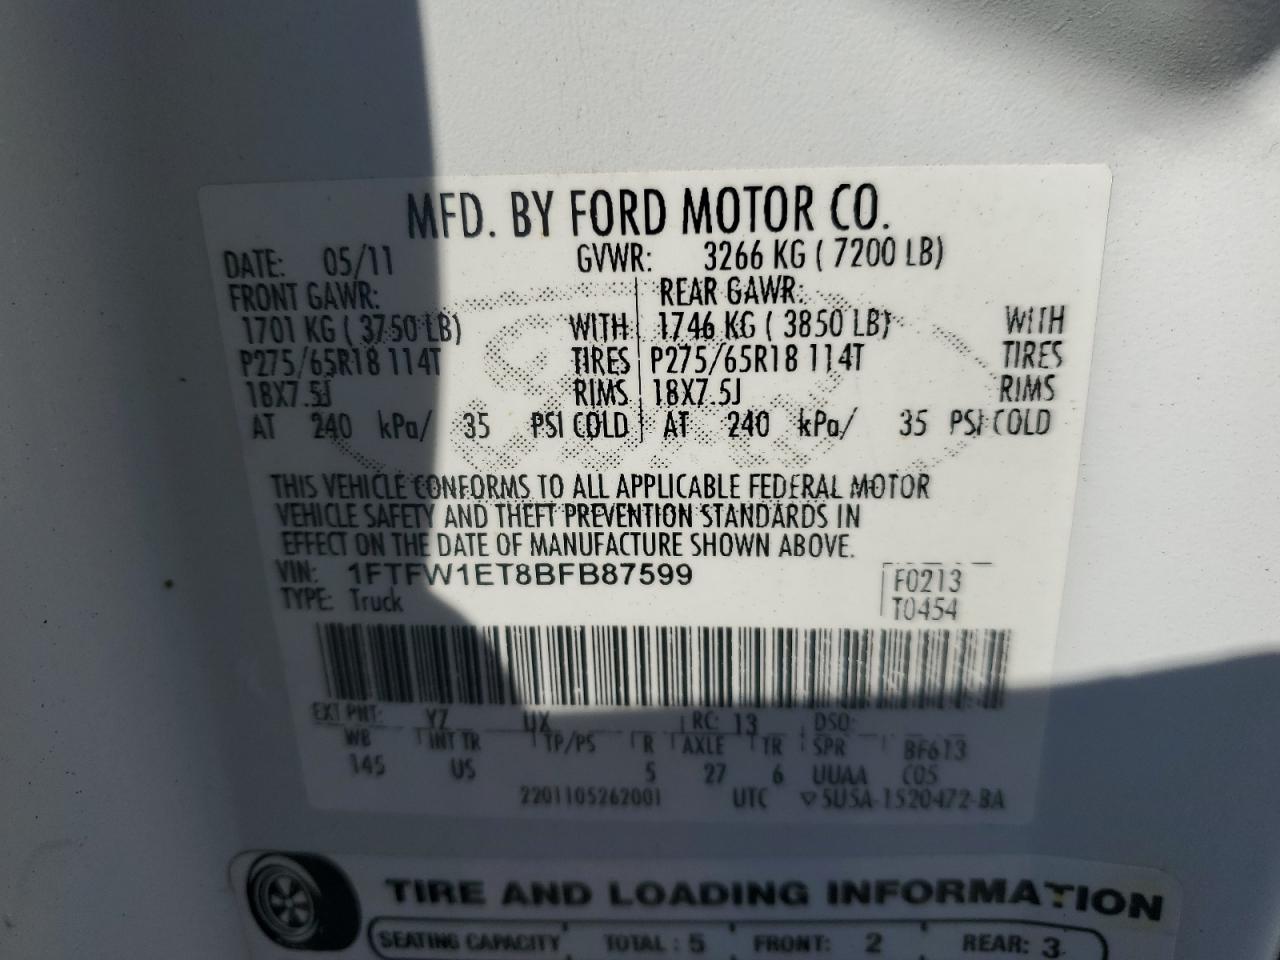 MFD. BY FORD MOTOR CO.
DATE: 05/11 GVWR: 3266 KG ( 7200 LB)
FRONT GAWR: REAR GAWR:
1701 KG ( 3750 LB) WITH 1746 KG ( 3850 LB) WITH
P275/65R18 114T TIRES P275/65R18 114T TIRES
18X7.5J RIMS 18X7.5J RIMS
AT 240 kPa/ 35 PSI COLD AT 240 kPa/ 35 PSI COLD
THIS VEHICLE CONFORMS TO ALL APPLICABLE FEDERAL MOTOR
VEHICLE SAFETY AND THEFT PREVENTION STANDARDS IN
EFFECT ON THE DATE OF MANUFACTURE SHOWN ABOVE.
VIN: 1FTFW1ET8BFB87599 F0213
TYPE: Truck T0454
EXT PNT: YZ UX RC: 13 DSO:
WB INT TR TP/PS R AXLE TR SPR BF613
145 US 5 27 6 UUAA C05
2201105262001 UTC ▽5U5A-1520472-BA
TIRE AND LOADING INFORMATION
SEATING CAPACITY TOTAL : 5 FRONT: 2 REAR: 3